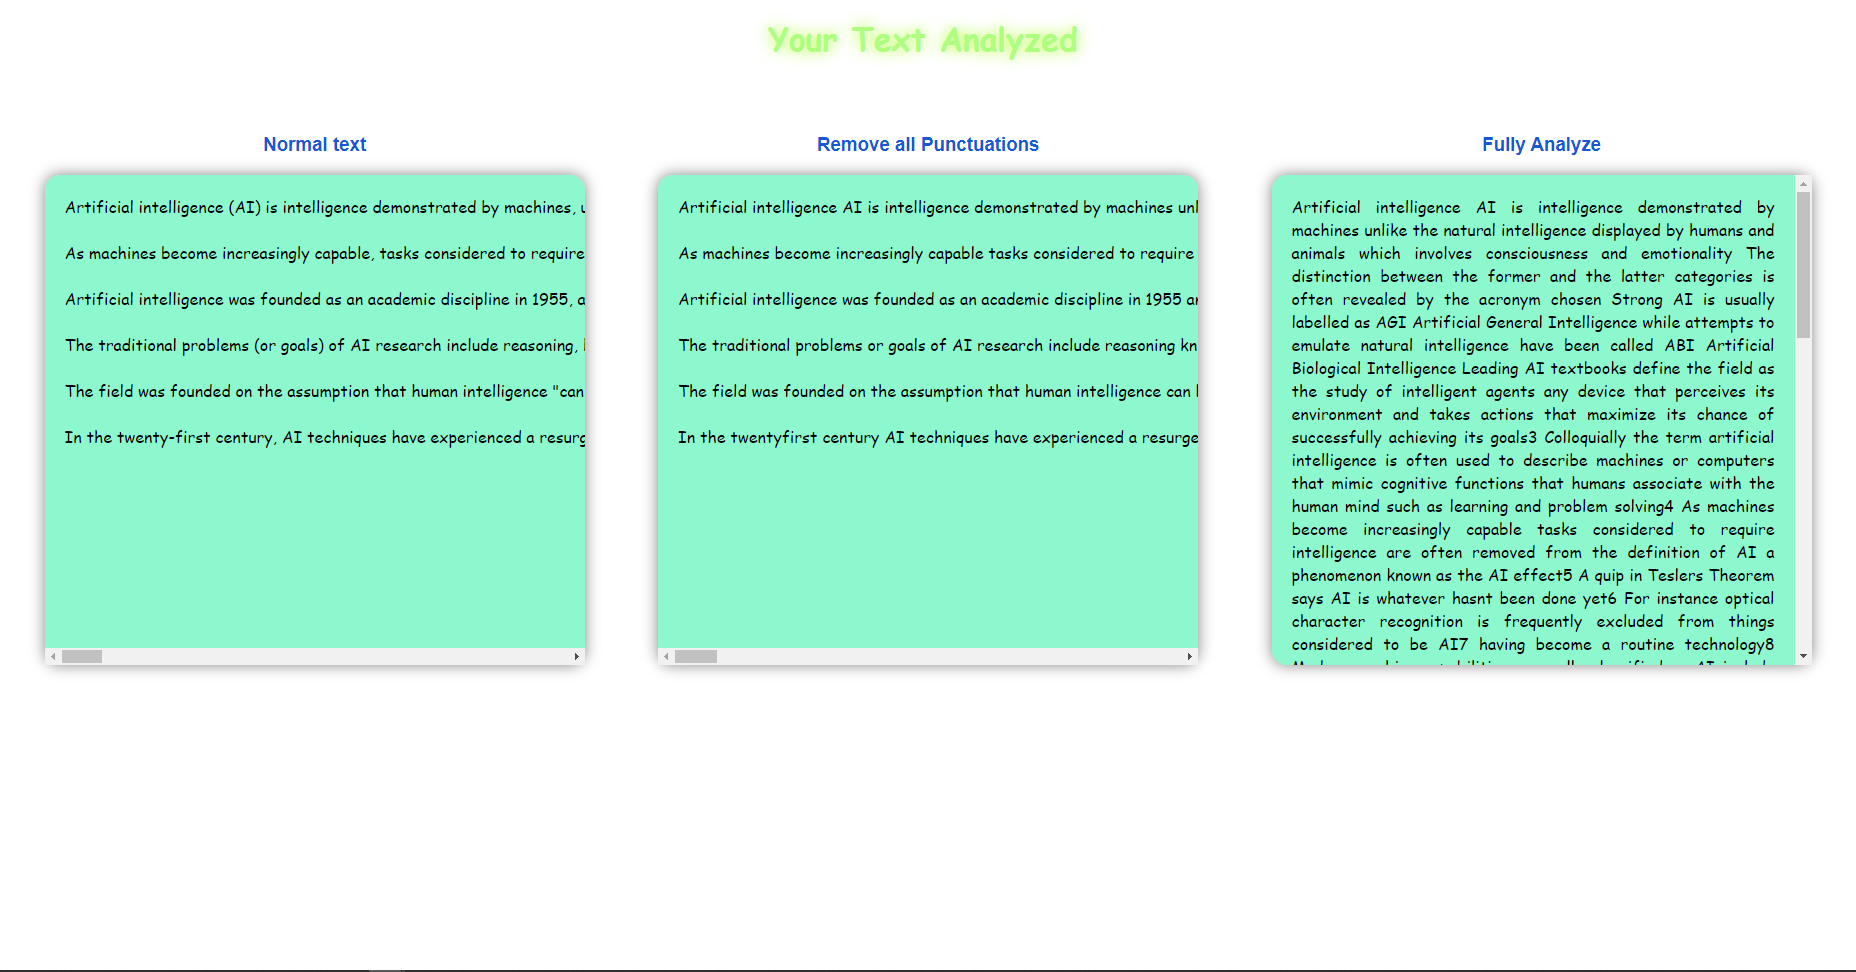 Your Text Analyzed
Normal text
Artificial intelligence (AI) is intelligence demonstrated by machines,
As machines become increasingly capable, tasks considered to require
Artificial intelligence was founded as an academic discipline in 1955, a
The traditional problems (or goals) of AI research include reasoning,
The field was founded on the assumption that human intelligence "can
In the twenty-first century, AI techniques have experienced a resurg
Remove all Punctuations
Artificial intelligence AI is intelligence demonstrated by machines unl
As machines become increasingly capable tasks considered to require
Artificial intelligence was founded as an academic discipline in 1955 a
The traditional problems or goals of AI research include reasoning kn
The field was founded on the assumption that human intelligence can
In the twentyfirst century AI techniques have experienced a resurge
Fully Analyze
Artificial intelligence AI is intelligence demonstrated by
machines unlike the natural intelligence displayed by humans and
animals which involves consciousness and emotionality The
distinction between the former and the latter categories is
often revealed by the acronym chosen Strong AI is usually
labelled as AGI Artificial General Intelligence while attempts to
emulate natural intelligence have been called ABI Artificial
Biological Intelligence Leading AI textbooks define the field as
the study of intelligent agents any device that perceives its
environment and takes actions that maximize its chance of
successfully achieving its goals3 Colloquially the term artificial
intelligence is often used to describe machines or computers
that mimic cognitive functions that humans associate with the
human mind such as learning and problem solving4 As machines
become increasingly capable tasks considered to require
intelligence are often removed from the definition of AI a
phenomenon known as the AI effect5 A quip in Teslers Theorem
says AI is whatever hasnt been done yet6 For instance optical
character recognition is frequently excluded from things
considered to be AI7 having become a routine technology8